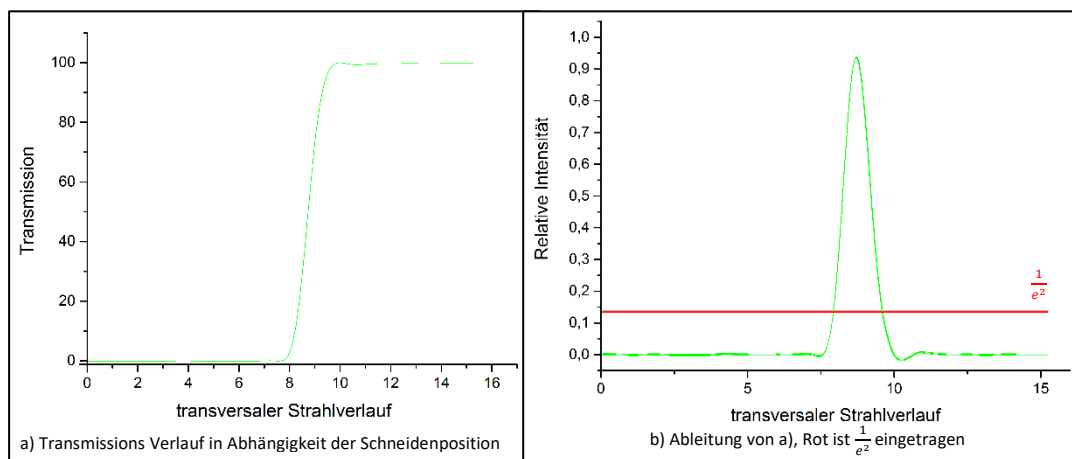 100
80
60
40
20
0
Transmission
0 2 4 6 8 10 12 14 16
transversaler Strahlverlauf
a) Transmissions Verlauf in Abhängigkeit der Schneidenposition
1,0
0,9
0,8
0,7
0,6
0,5
0,4
0,3
0,2
0,1
0,0
Relative Intensität
1/e²
0 5 10 15
transversaler Strahlverlauf
b) Ableitung von a), Rot ist 1/e² eingetragen